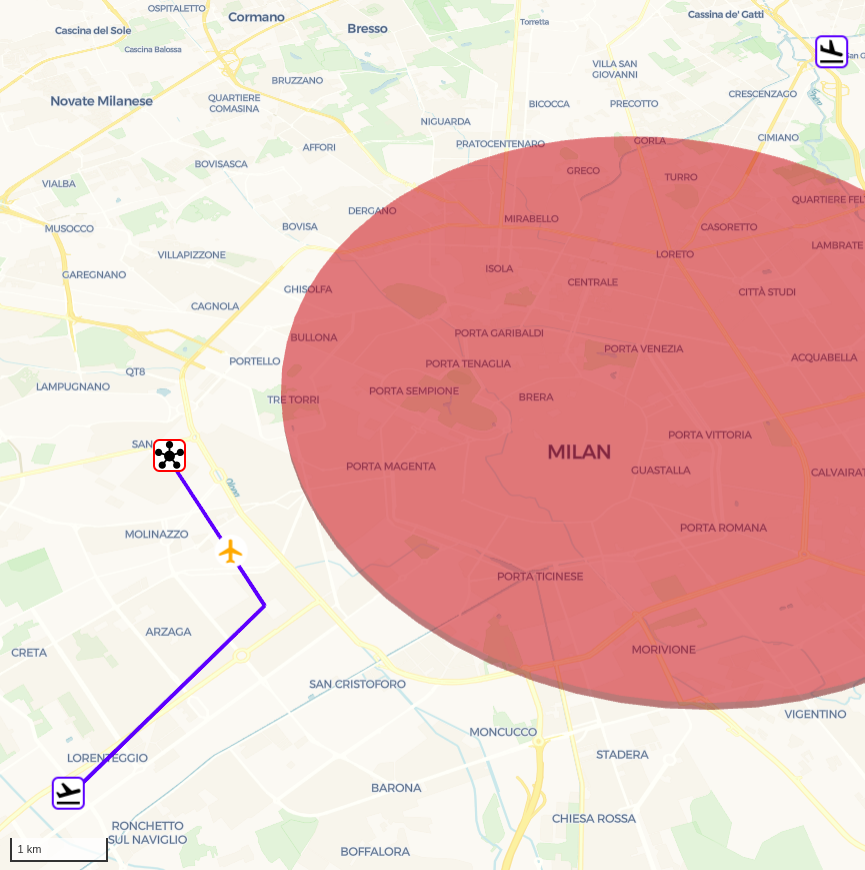 OSPITALETTO
Cormano
Cassina de' Gatti
Torretta
Cascina del Sole
Bresso
Cascina Balossa
VILLA SAN
GIOVANNI
BRUZZANO
CRESCENZAGO
Novate Milanese
QUARTIERE
COMASINA
BICOCCA
PRECOTTO
NIGUARDA
CIMIANO
GORLA
PRATOCENTENARO
AFFORI
BOVISASCA
GRECO
TURRO
VIALBA
QUARTIERE FEL
DERGANO
MIRABELLO
MUSOCCO
BOVISA
CASORETTO
LAMBRATE
VILLAPIZZONE
LORETO
GAREGNANO
ISOLA
CENTRALE
GHISOLFA
CITTÀ STUDI
CAGNOLA
PORTA GARIBALDI
BULLONA
PORTA VENEZIA
PORTELLO
PORTA TENAGLIA
ACQUABELLA
QT8
LAMPUGNANO
PORTA SEMPIONE
BRERA
TRE TORRI
PORTA VITTORIA
SAN
MILAN
PORTA MAGENTA
GUASTALLA
CALVAIRAT
Olona
PORTA ROMANA
MOLINAZZO
PORTA TICINESE
ARZAGA
CRETA
MORIVIONE
SAN CRISTOFORO
VIGENTINO
MONCUCCO
LORENTEGGIO
STADERA
BARONA
RONCHETTO
SUL NAVIGLIO
CHIESA ROSSA
BOFFALORA
1 km